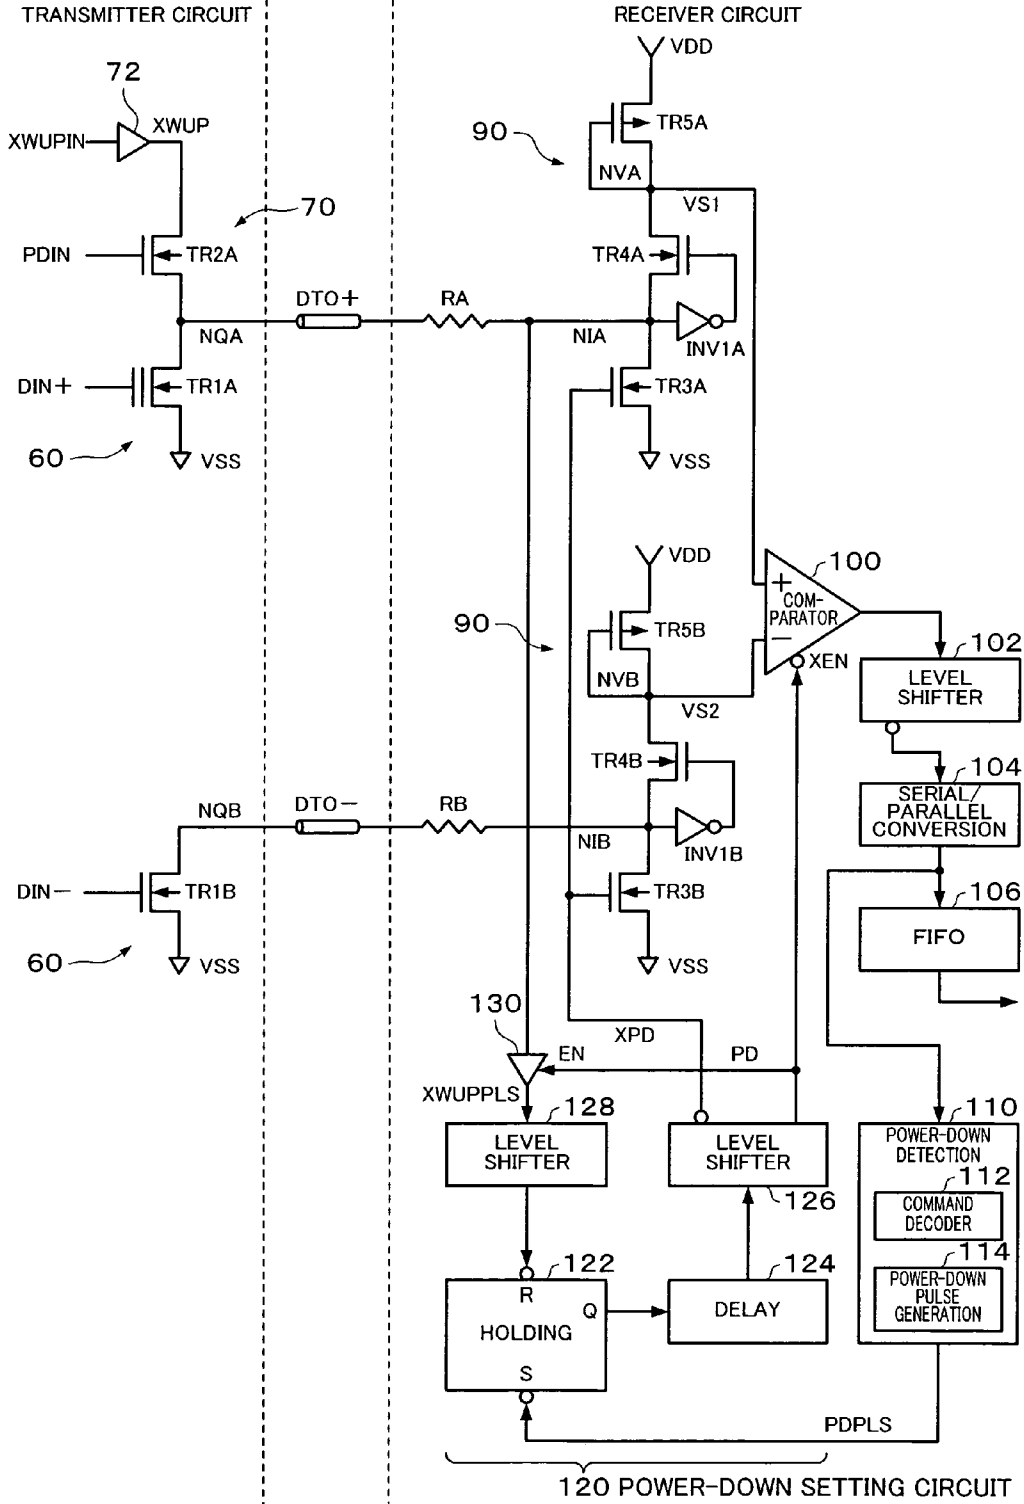 TRANSMITTER CIRCUIT
RECEIVER CIRCUIT
VDD
72
XWUPIN
XWUP
TR5A
90
NVA
VS1
70
PDIN
TR2A
TR4A
DTO+
RA
NQA
NIA
INV1A
DIN+
TR1A
TR3A
60
VSS
VSS
VDD
100
+
COM-
PARATOR
−
90
TR5B
XEN
102
LEVEL
SHIFTER
NVB
VS2
TR4B
104
SERIAL/
PARALLEL
CONVERSION
NQB
DTO−
RB
NIB
INV1B
DIN−
TR1B
TR3B
106
FIFO
60
VSS
VSS
130
XPD
EN
PD
XWUPPLS
128
LEVEL
SHIFTER
LEVEL
SHIFTER
126
110
POWER-DOWN
DETECTION
112
COMMAND
DECODER
114
POWER-DOWN
PULSE
GENERATION
122
R
Q
HOLDING
S
124
DELAY
PDPLS
120 POWER-DOWN SETTING CIRCUIT